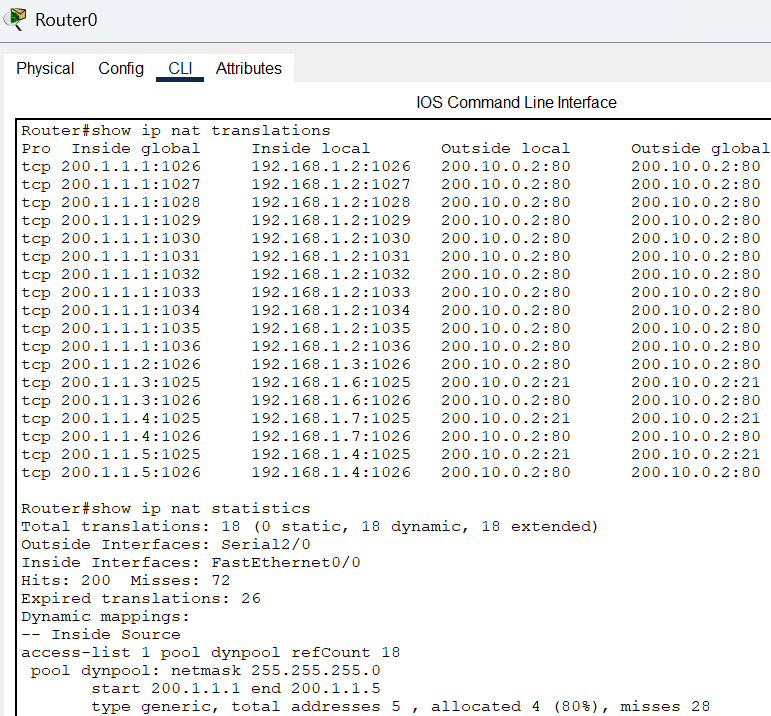 Router0
Physical Config CLI Attributes
IOS Command Line Interface
Router#show ip nat translations
Pro Inside global Inside local Outside local Outside global
tcp 200.1.1.1:1026 192.168.1.2:1026 200.10.0.2:80 200.10.0.2:80
tcp 200.1.1.1:1027 192.168.1.2:1027 200.10.0.2:80 200.10.0.2:80
tcp 200.1.1.1:1028 192.168.1.2:1028 200.10.0.2:80 200.10.0.2:80
tcp 200.1.1.1:1029 192.168.1.2:1029 200.10.0.2:80 200.10.0.2:80
tcp 200.1.1.1:1030 192.168.1.2:1030 200.10.0.2:80 200.10.0.2:80
tcp 200.1.1.1:1031 192.168.1.2:1031 200.10.0.2:80 200.10.0.2:80
tcp 200.1.1.1:1032 192.168.1.2:1032 200.10.0.2:80 200.10.0.2:80
tcp 200.1.1.1:1033 192.168.1.2:1033 200.10.0.2:80 200.10.0.2:80
tcp 200.1.1.1:1034 192.168.1.2:1034 200.10.0.2:80 200.10.0.2:80
tcp 200.1.1.1:1035 192.168.1.2:1035 200.10.0.2:80 200.10.0.2:80
tcp 200.1.1.1:1036 192.168.1.2:1036 200.10.0.2:80 200.10.0.2:80
tcp 200.1.1.2:1026 192.168.1.3:1026 200.10.0.2:80 200.10.0.2:80
tcp 200.1.1.3:1025 192.168.1.6:1025 200.10.0.2:21 200.10.0.2:21
tcp 200.1.1.3:1026 192.168.1.6:1026 200.10.0.2:80 200.10.0.2:80
tcp 200.1.1.4:1025 192.168.1.7:1025 200.10.0.2:21 200.10.0.2:21
tcp 200.1.1.4:1026 192.168.1.7:1026 200.10.0.2:80 200.10.0.2:80
tcp 200.1.1.5:1025 192.168.1.4:1025 200.10.0.2:21 200.10.0.2:21
tcp 200.1.1.5:1026 192.168.1.4:1026 200.10.0.2:80 200.10.0.2:80
Router#show ip nat statistics
Total translations: 18 (0 static, 18 dynamic, 18 extended)
Outside Interfaces: Serial2/0
Inside Interfaces: FastEthernet0/0
Hits: 200 Misses: 72
Expired translations: 26
Dynamic mappings:
-- Inside Source
access-list 1 pool dynpool refCount 18
pool dynpool: netmask 255.255.255.0
start 200.1.1.1 end 200.1.1.5
type generic, total addresses 5 , allocated 4 (80%), misses 28